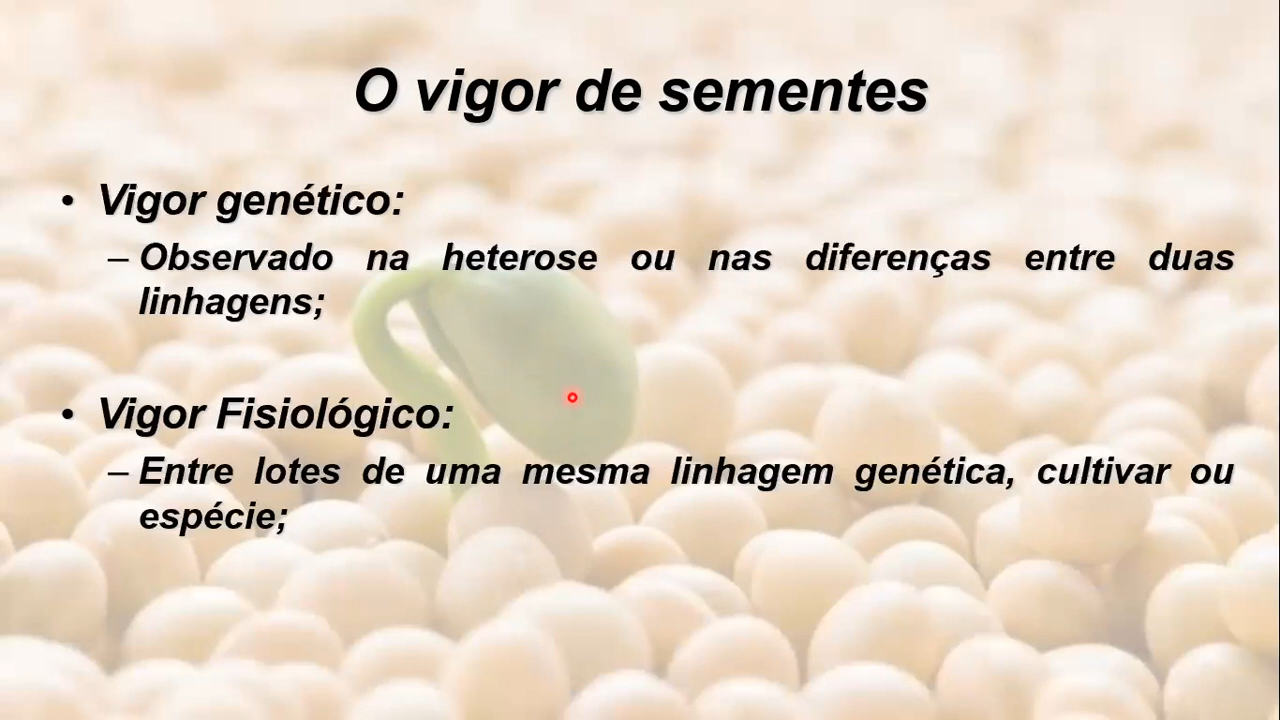 O vigor de sementes
• Vigor genético:
– Observado na heterose ou nas diferenças entre duas
linhagens;
• Vigor Fisiológico:
– Entre lotes de uma mesma linhagem genética, cultivar ou
espécie;